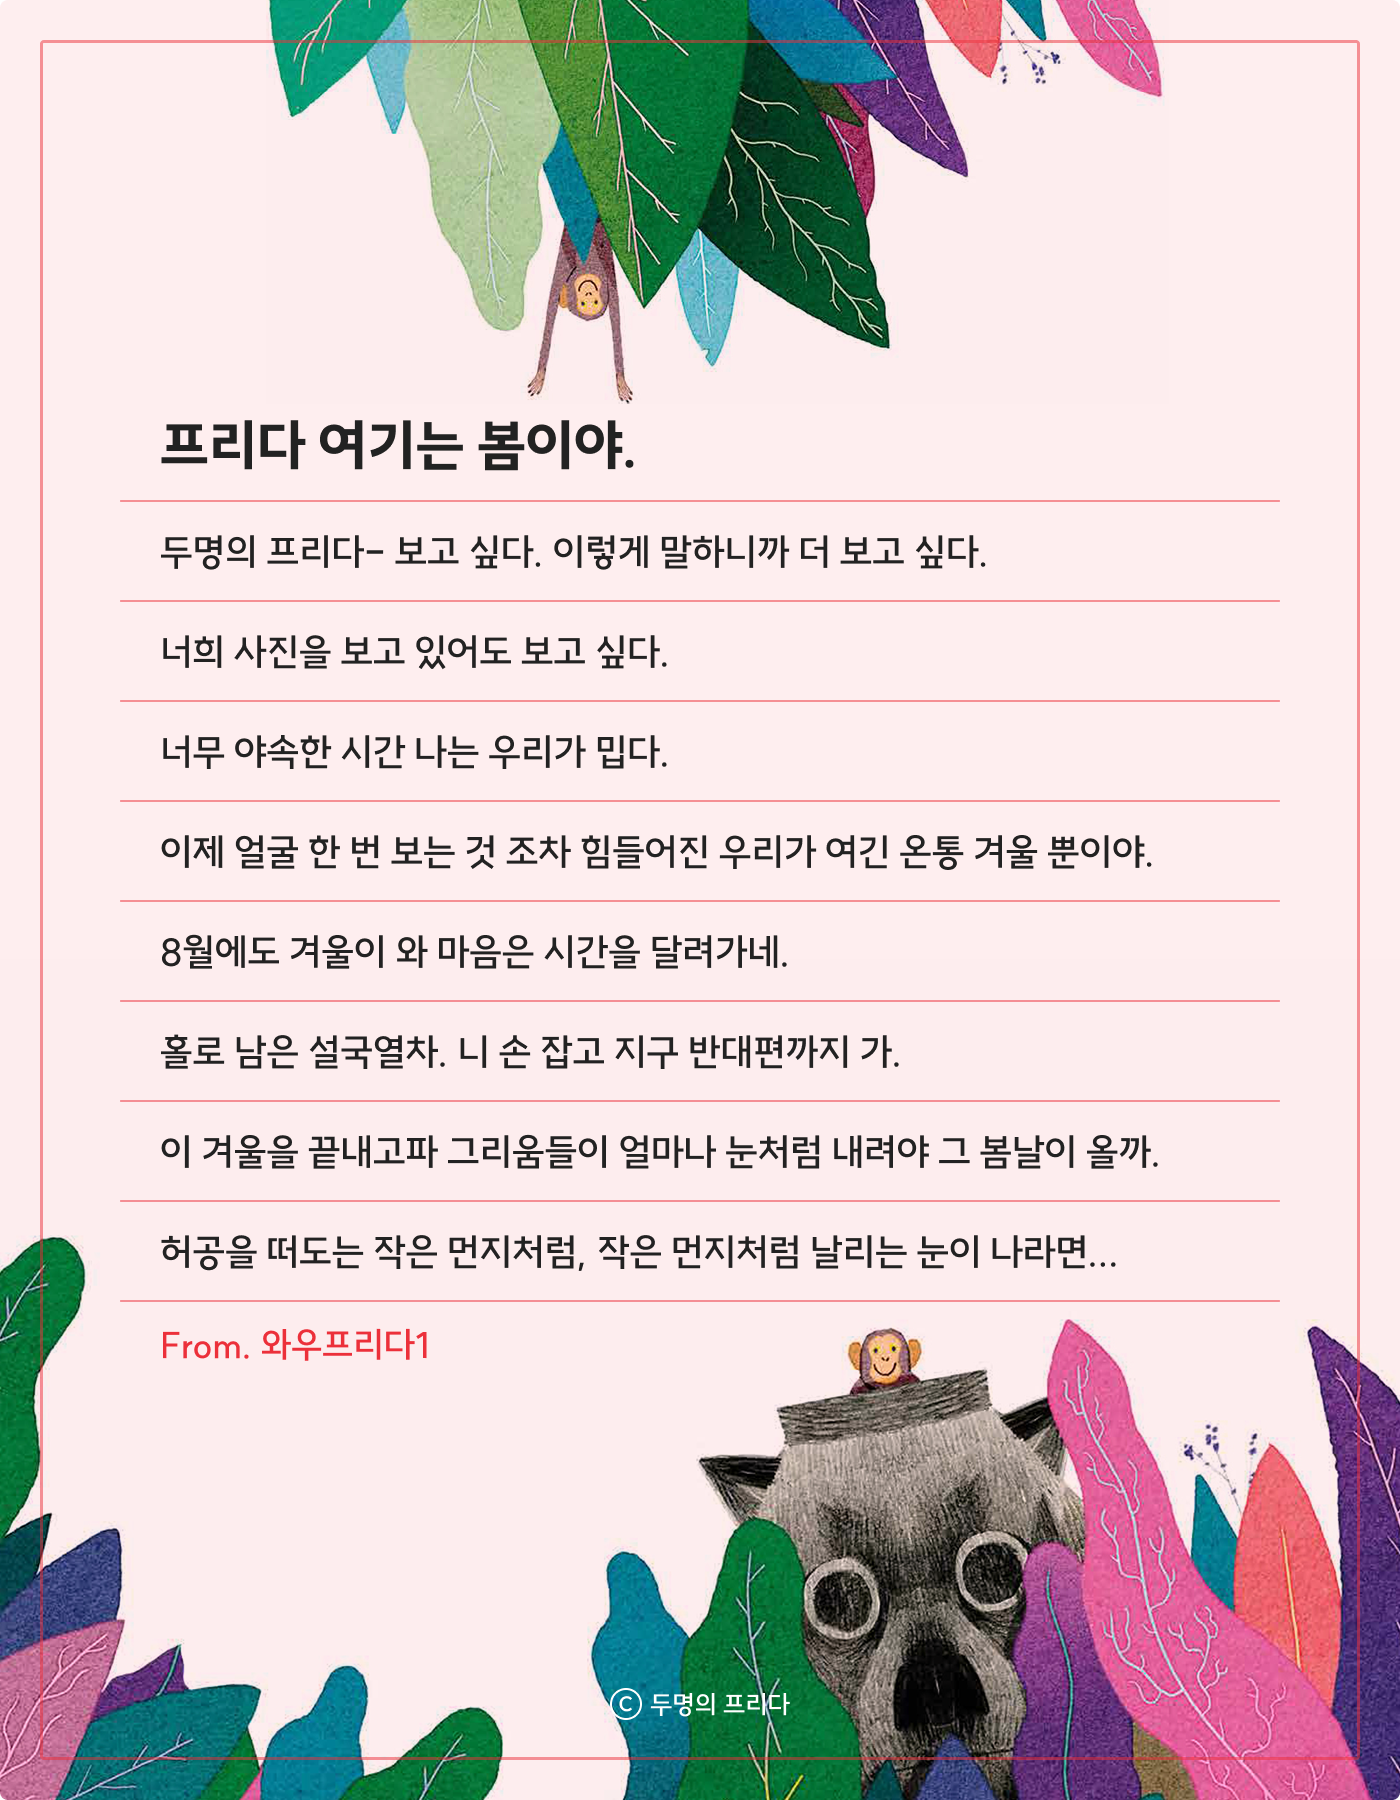 프리다 여기는 봄이야.
두명의 프리다– 보고 싶다. 이렇게 말하니까 더 보고 싶다.
너희 사진을 보고 있어도 보고 싶다.
너무 야속한 시간 나는 우리가 밉다.
이제 얼굴 한 번 보는 것 조차 힘들어진 우리가 여긴 온통 겨울 뿐이야.
8월에도 겨울이 와 마음은 시간을 달려가네.
홀로 남은 설국열차. 니 손 잡고 지구 반대편까지 가.
이 겨울을 끝내고파 그리움들이 얼마나 눈처럼 내려야 그 봄날이 올까.
허공을 떠도는 작은 먼지처럼, 작은 먼지처럼 날리는 눈이 나라면...
From. 와우프리다1
ⓒ 두명의 프리다